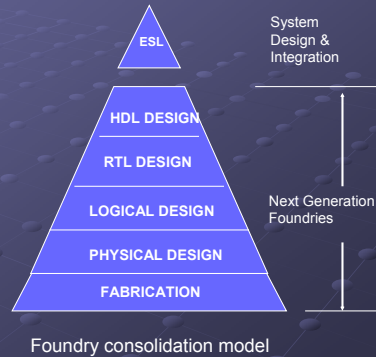 ESL
System
Design &
Integration
HDL DESIGN
RTL DESIGN
LOGICAL DESIGN
Next Generation
Foundries
PHYSICAL DESIGN
FABRICATION
Foundry consolidation model